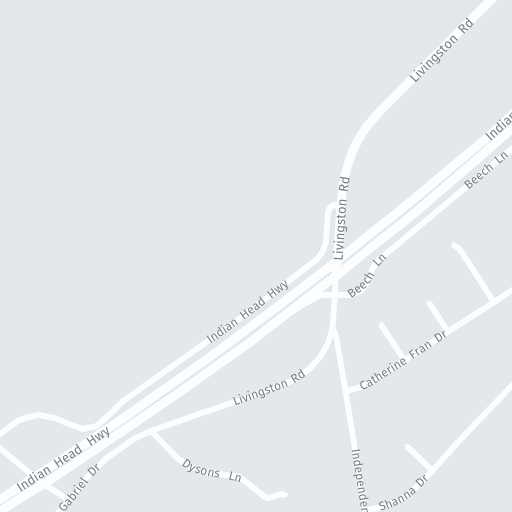 Livingston Rd
Indian
Beech Ln
Livingston Rd
Beech Ln
Indian Head Hwy
Catherine Fran Dr
Livingston Rd
Indian Head Hwy
Gabriel Dr
Dysons Ln
Independen
Shanna Dr